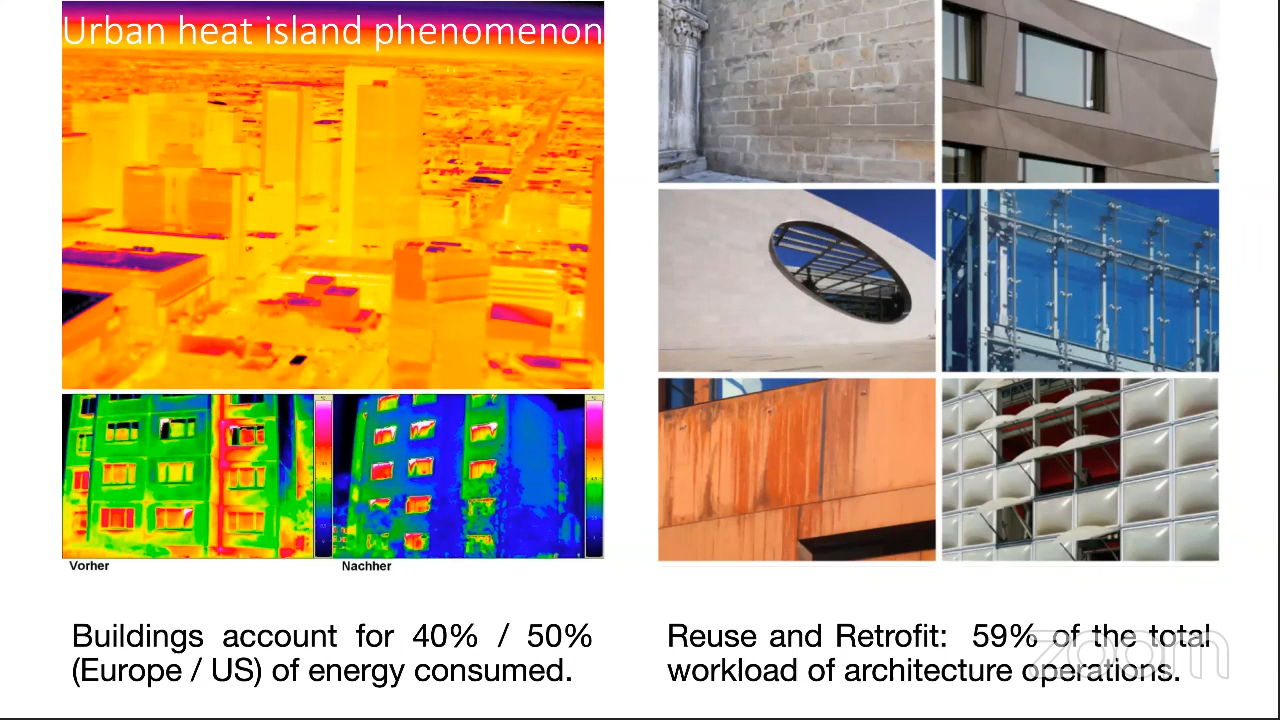 Urban heat island phenomenon
Vorher
Nachher
Buildings account for 40% / 50%
(Europe / US) of energy consumed.
Reuse and Retrofit: 59% of the total
workload of architecture operations.
zoom